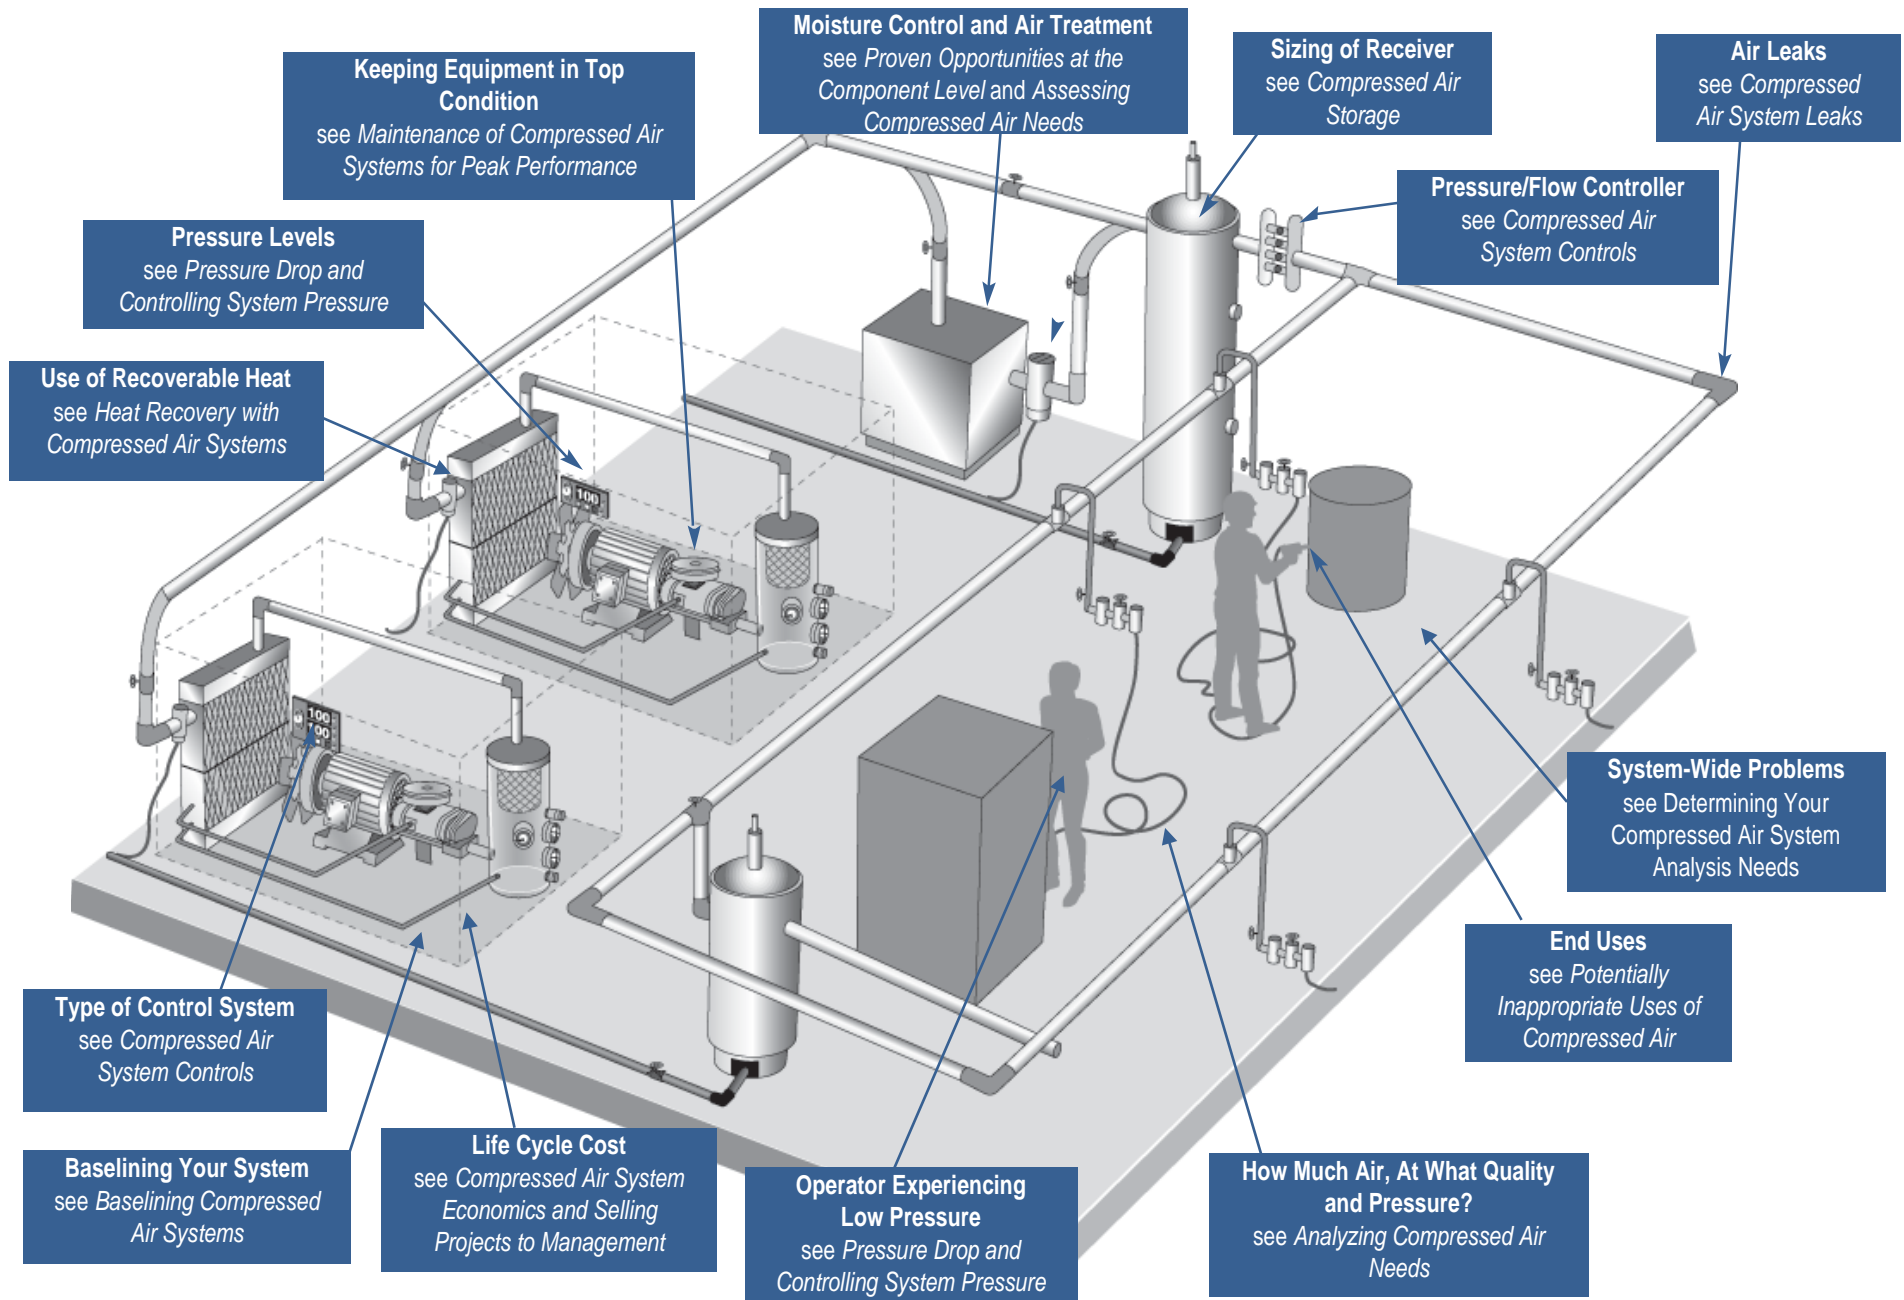 Moisture Control and Air Treatment
see Proven Opportunities at the
Component Level and Assessing
Compressed Air Needs
Sizing of Receiver
see Compressed Air
Storage
Air Leaks
see Compressed
Air System Leaks
Keeping Equipment in Top
Condition
see Maintenance of Compressed Air
Systems for Peak Performance
Pressure/Flow Controller
see Compressed Air
System Controls
Pressure Levels
see Pressure Drop and
Controlling System Pressure
Use of Recoverable Heat
see Heat Recovery with
Compressed Air Systems
100
100
100
System-Wide Problems
see Determining Your
Compressed Air System
Analysis Needs
End Uses
see Potentially
Inappropriate Uses of
Compressed Air
Type of Control System
see Compressed Air
System Controls
Baselining Your System
see Baselining Compressed
Air Systems
Life Cycle Cost
see Compressed Air System
Economics and Selling
Projects to Management
Operator Experiencing
Low Pressure
see Pressure Drop and
Controlling System Pressure
How Much Air, At What Quality
and Pressure?
see Analyzing Compressed Air
Needs